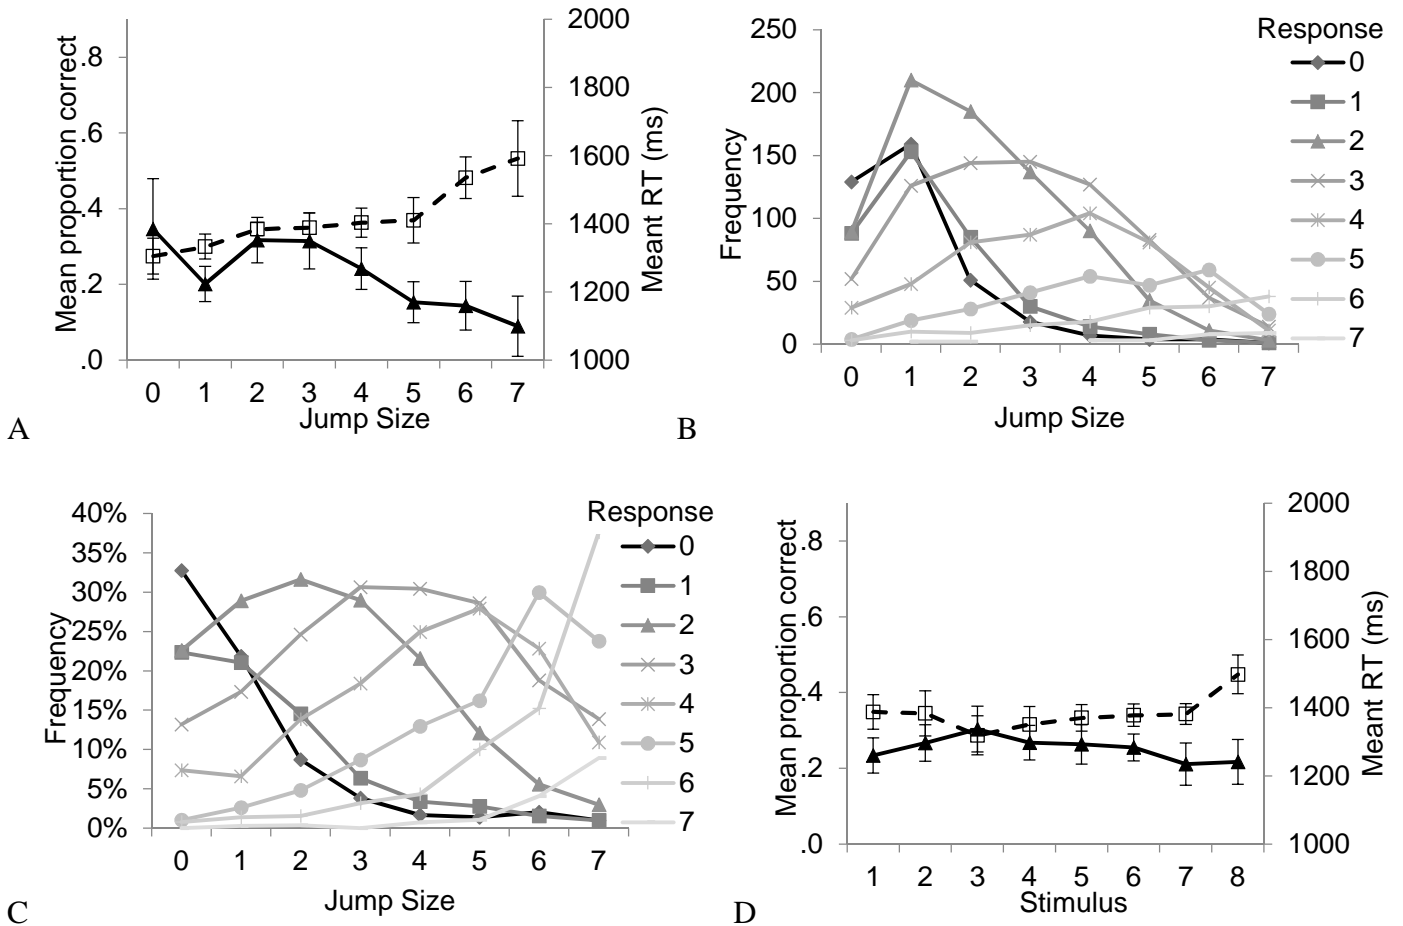 Mean proportion correct
.8
.6
.4
.2
.0
2000
1800
1600
1400
1200
1000
Meant RT (ms)
0 1 2 3 4 5 6 7
Jump Size
A
Frequency
250
200
150
100
50
0
0 1 2 3 4 5 6 7
Jump Size
Response
0
1
2
3
4
5
6
7
B
Frequency
40%
35%
30%
25%
20%
15%
10%
5%
0%
0 1 2 3 4 5 6 7
Jump Size
Response
0
1
2
3
4
5
6
7
C
Mean proportion correct
.8
.6
.4
.2
.0
2000
1800
1600
1400
1200
1000
Meant RT (ms)
1 2 3 4 5 6 7 8
Stimulus
D